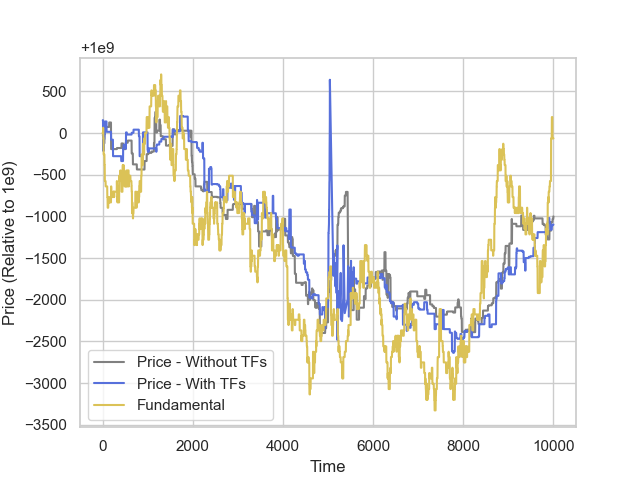 +1e9
500
0
−500
−1000
−1500
−2000
−2500
−3000
−3500
Price (Relative to 1e9)
Price - Without TFs
Price - With TFs
Fundamental
0 2000 4000 6000 8000 10000
Time